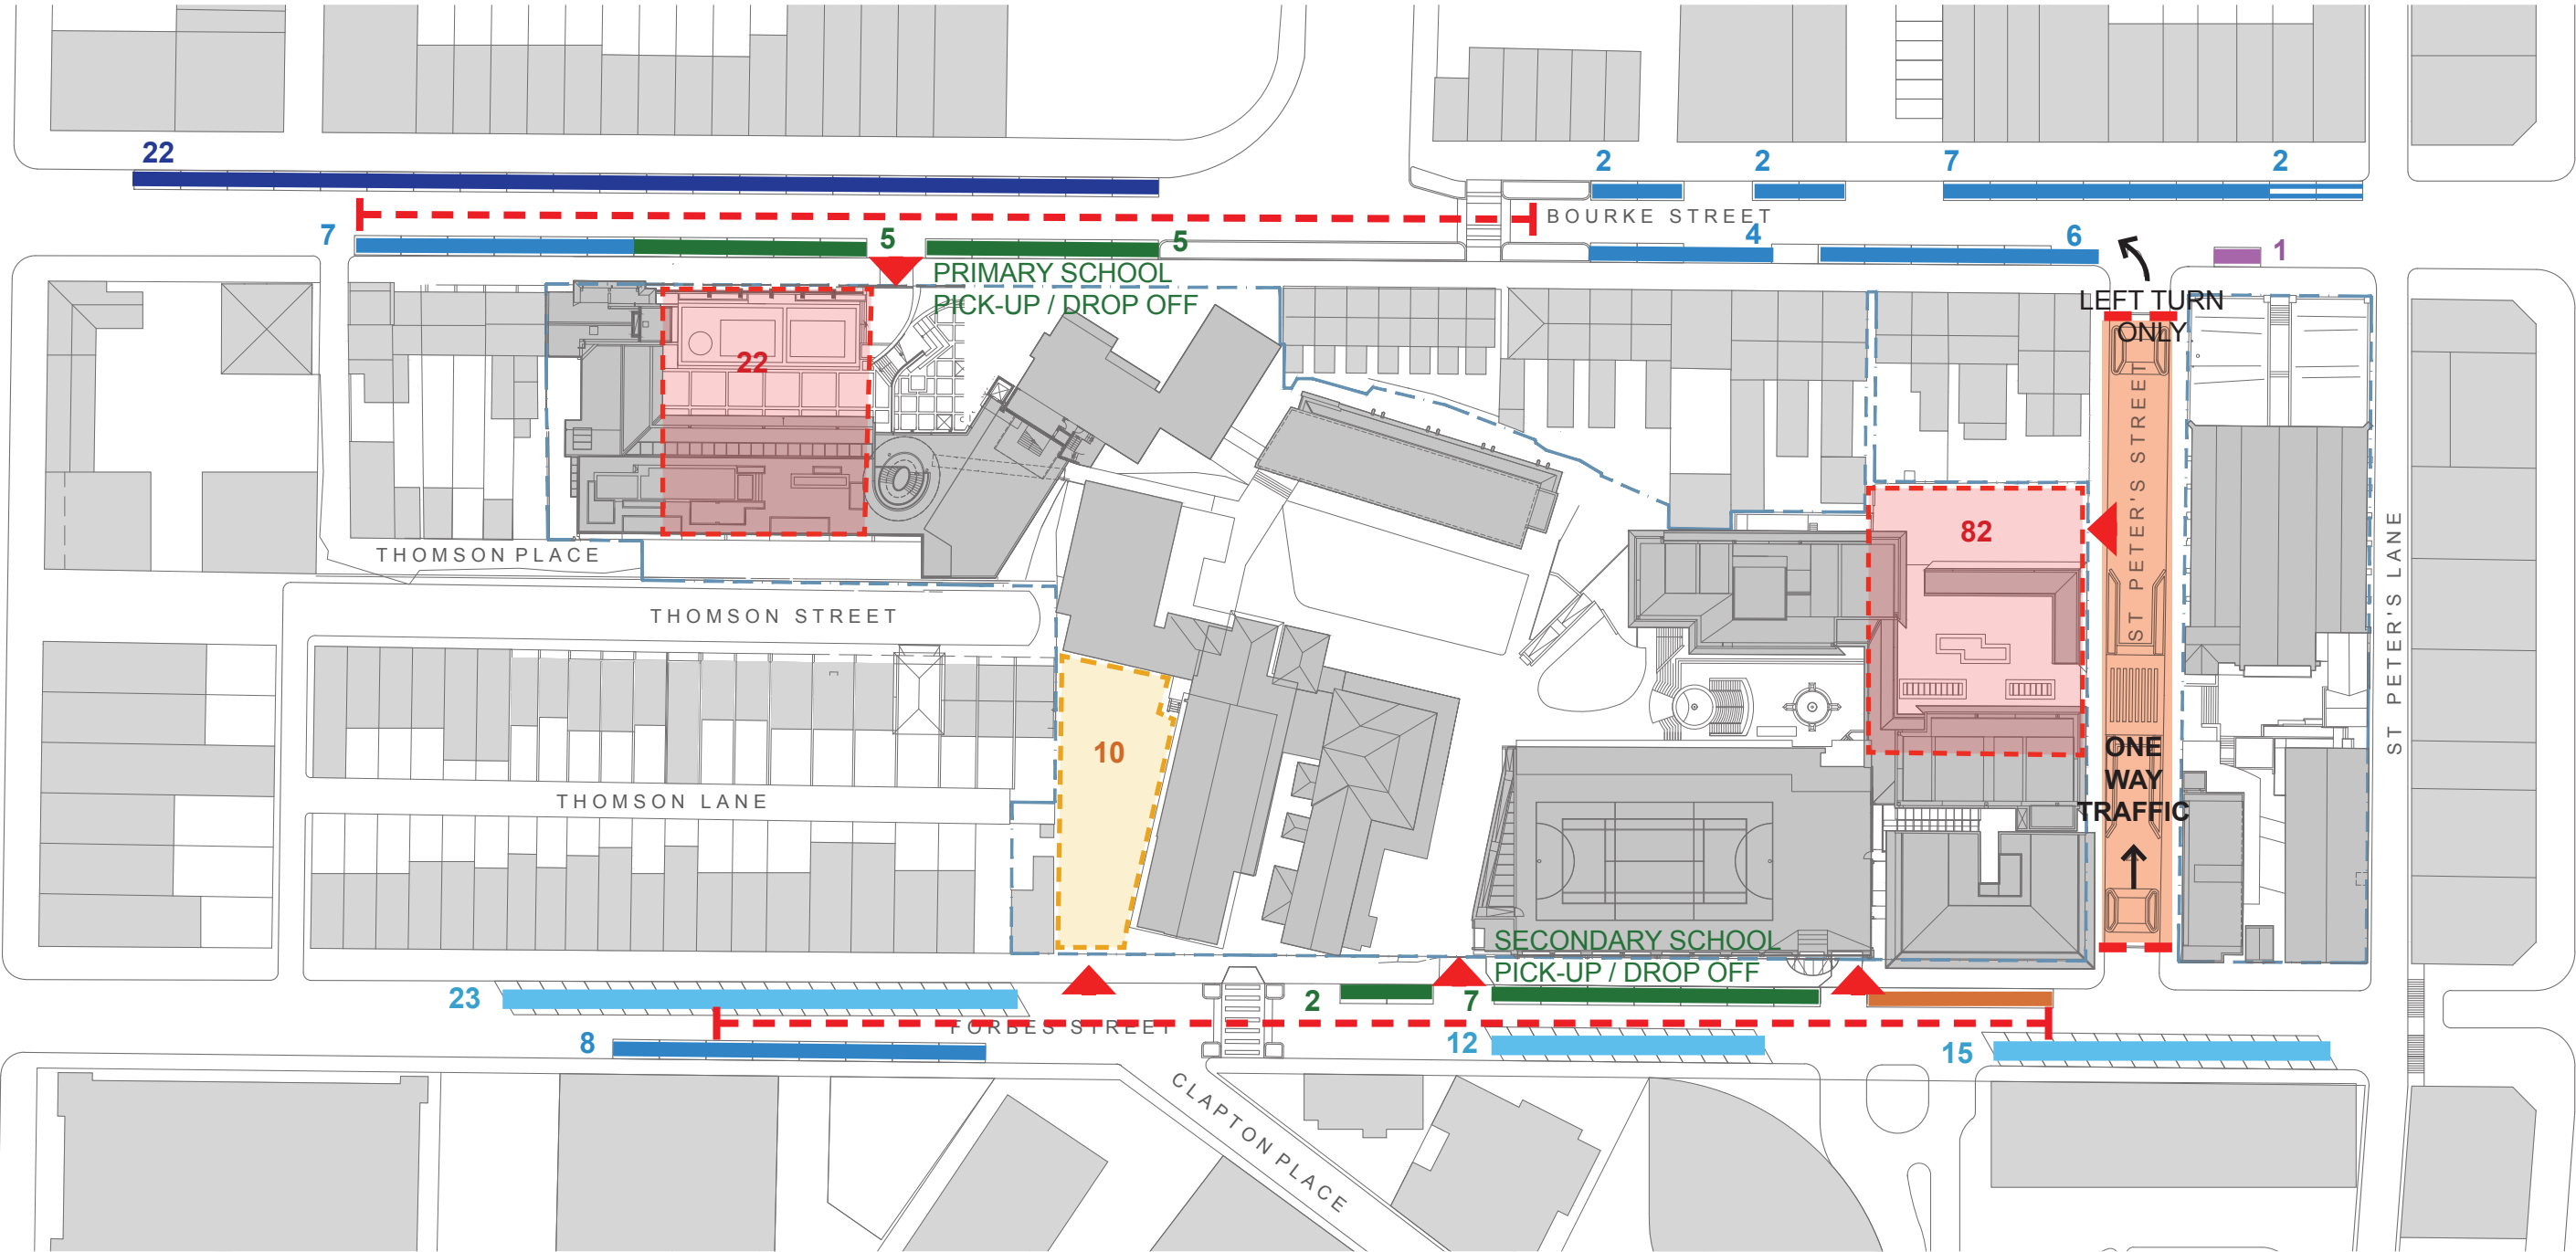 22
2
2
7
2
BOURKE STREET
7
5
5
4
6
1
PRIMARY SCHOOL
PICK-UP / DROP OFF
LEFT TURN
ONLY
22
ST PETER'S STREET
82
ST PETER'S LANE
THOMSON PLACE
THOMSON STREET
10
ONE
WAY
TRAFFIC
THOMSON LANE
SECONDARY SCHOOL
PICK-UP / DROP OFF
23
2
7
FORBES STREET
8
12
15
CLAPTON PLACE